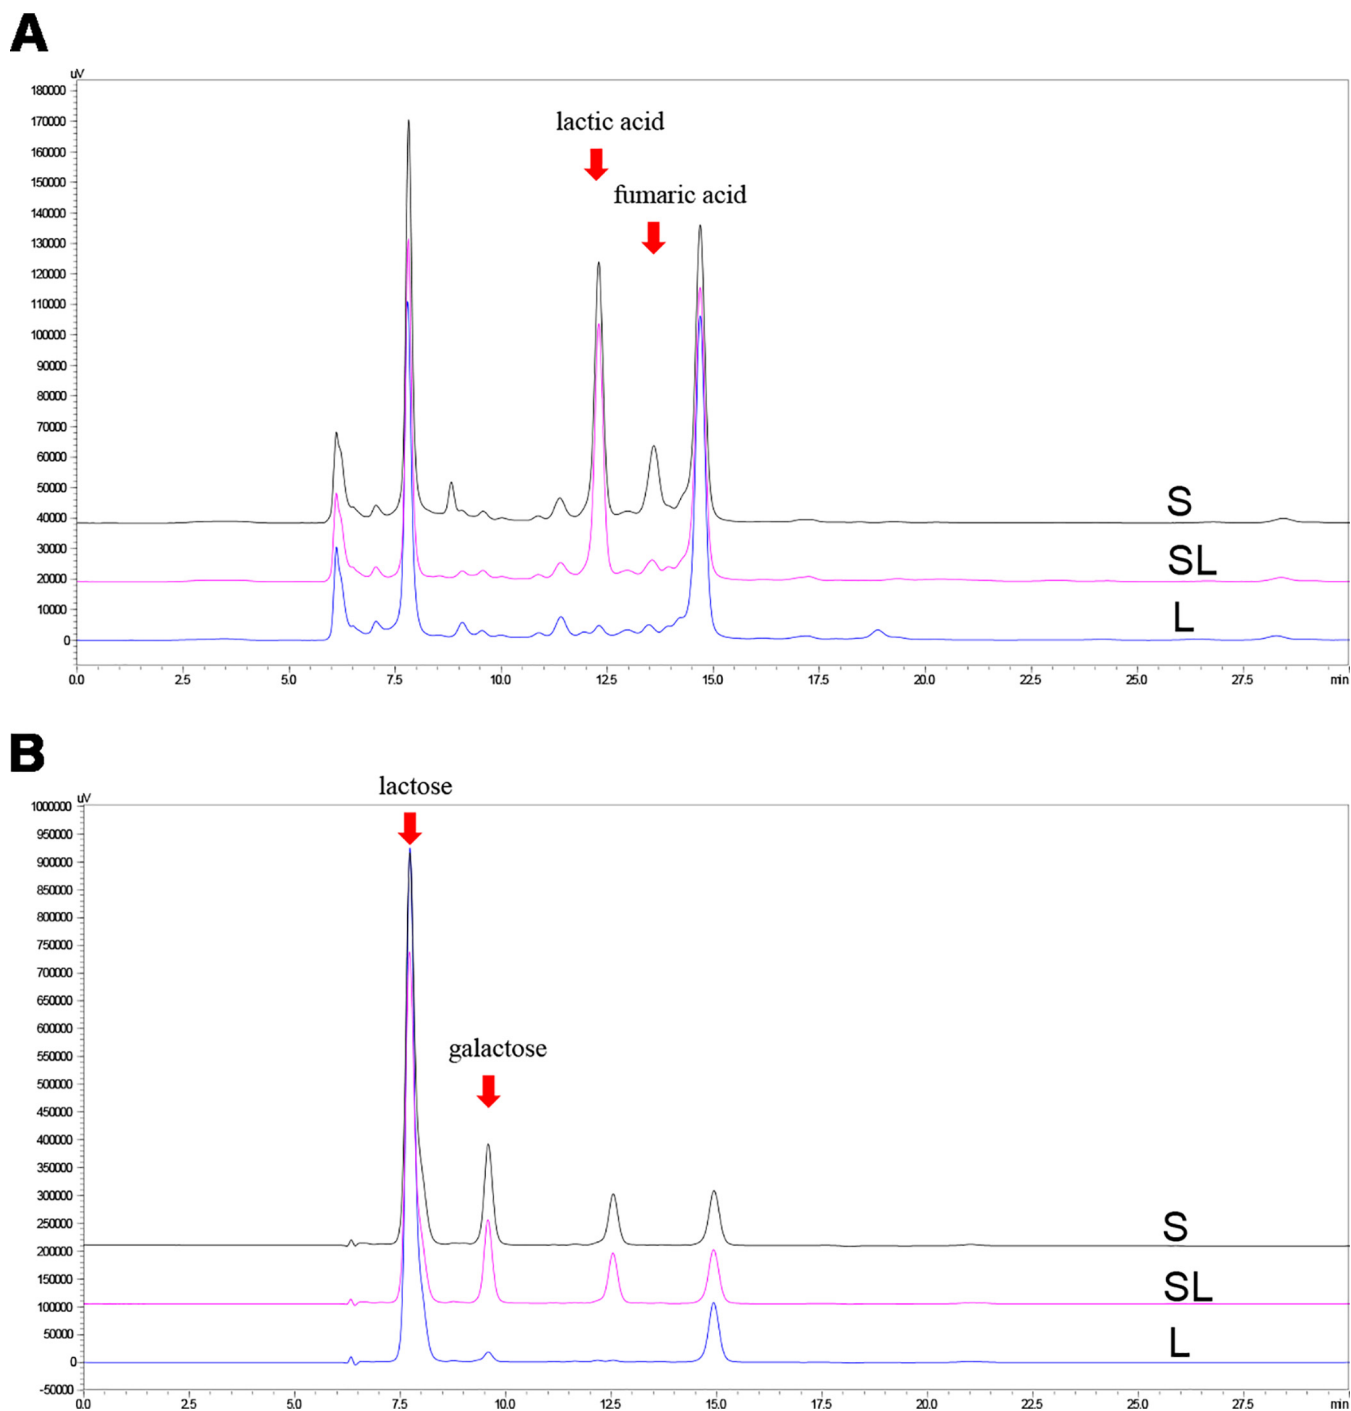 A
uV
180000
170000
160000
150000
140000
130000
120000
110000
100000
90000
80000
70000
60000
50000
40000
30000
20000
10000
0
lactic acid
fumaric acid
S
SL
L
0.0 2.5 5.0 7.5 10.0 12.5 15.0 17.5 20.0 22.5 25.0 27.5 min
B
uV
1000000
950000
900000
850000
800000
750000
700000
650000
600000
550000
500000
450000
400000
350000
300000
250000
200000
150000
100000
50000
0
-50000
lactose
galactose
S
SL
L
0.0 2.5 5.0 7.5 10.0 12.5 15.0 17.5 20.0 22.5 25.0 27.5 min